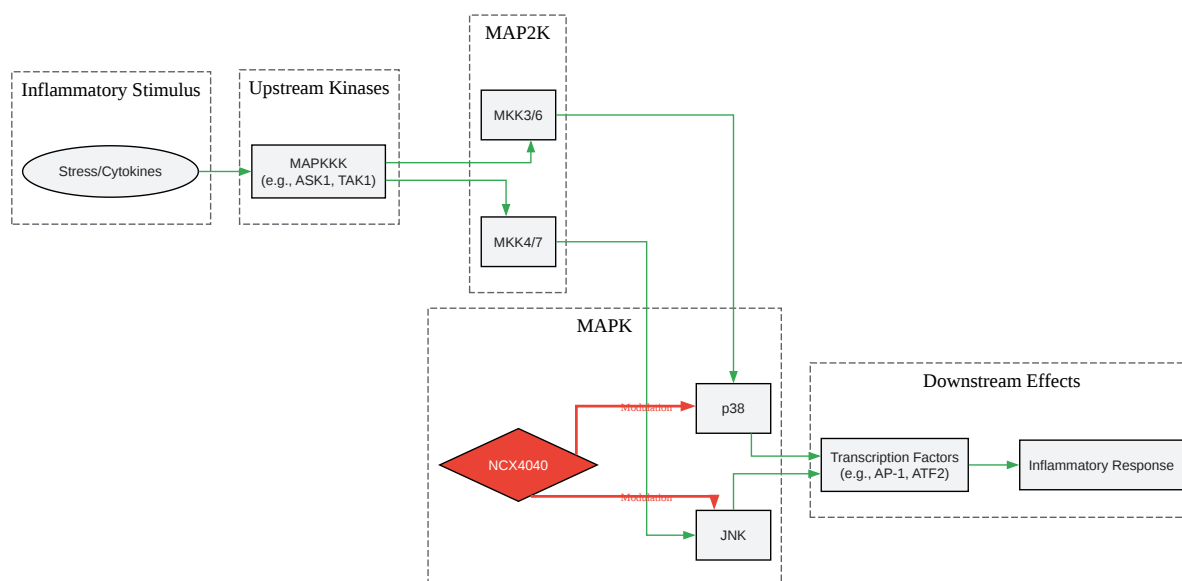 MAP2K
Inflammatory Stimulus
Upstream Kinases
MKK3/6
Stress/Cytokines
MAPKKK
(e.g., ASK1, TAK1)
MKK4/7
MAPK
Downstream Effects
Modulation
p38
NCX4040
Transcription Factors
(e.g., AP-1, ATF2)
Inflammatory Response
Modulation
JNK